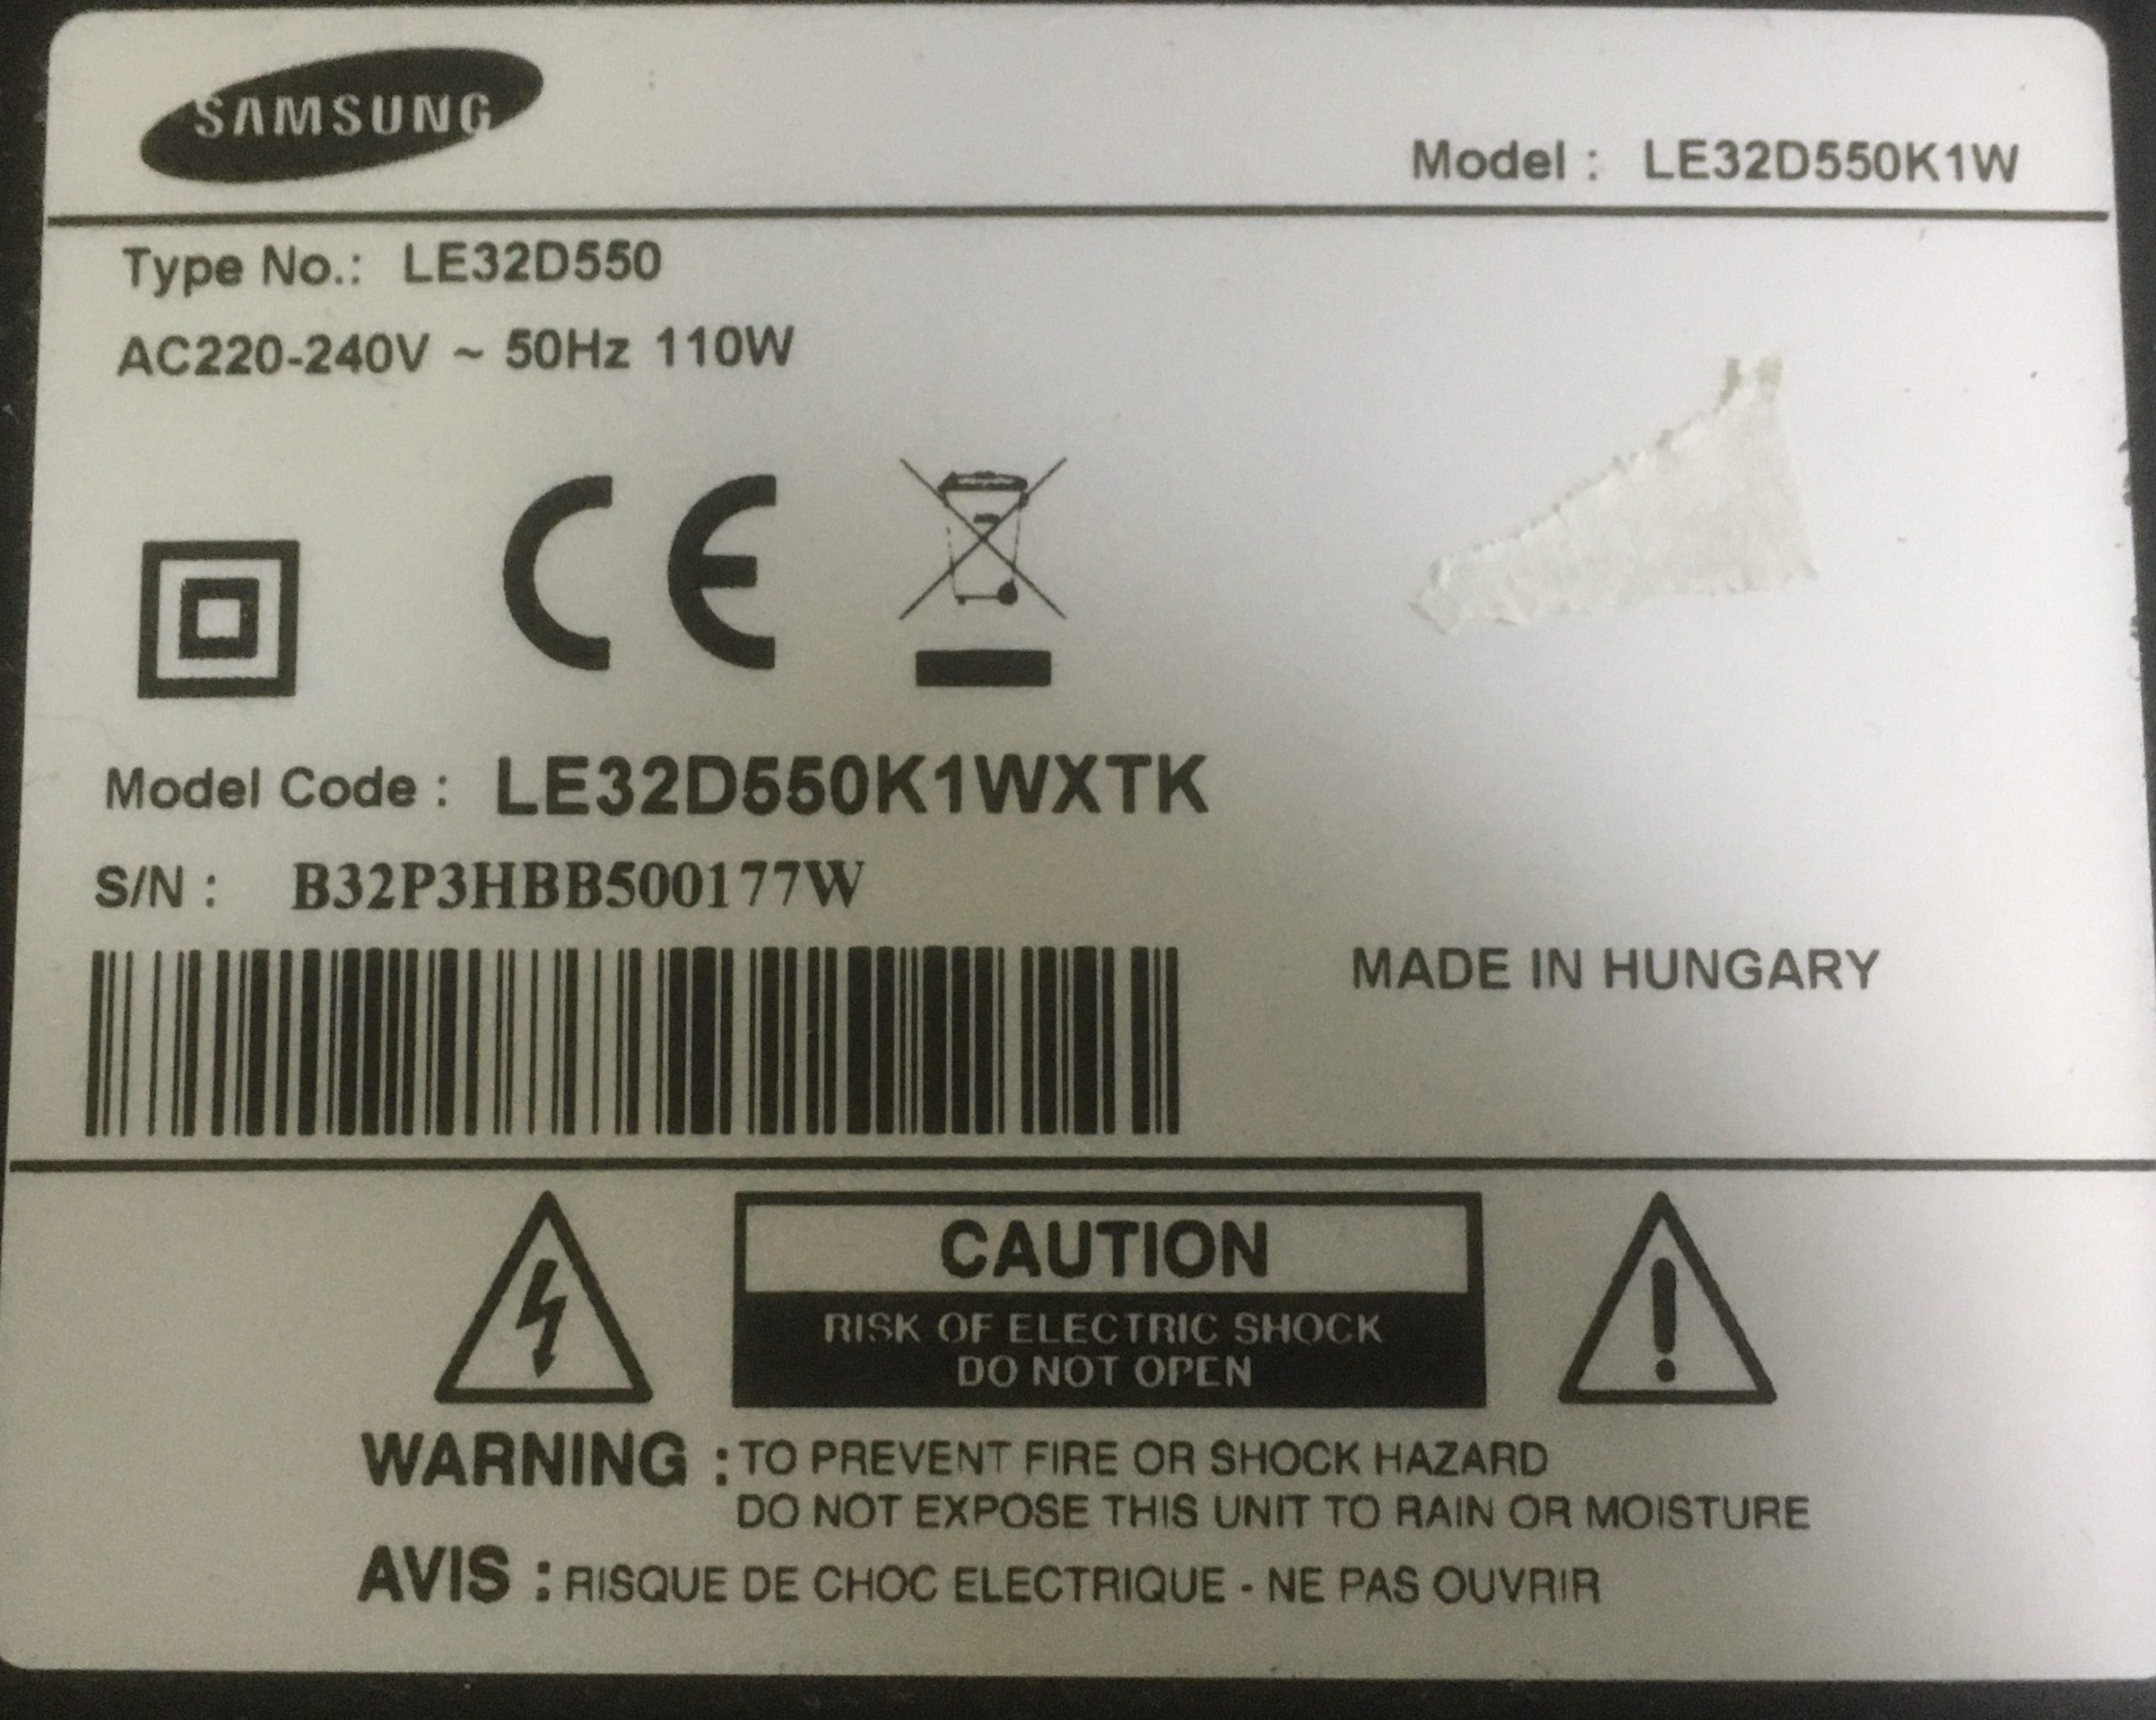 SAMSUNG
Model : LE32D550K1W
Type No.: LE32D550
AC220-240V ~ 50Hz 110W
CE
Model Code : LE32D550K1WXTK
S/N : B32P3HBB500177W
MADE IN HUNGARY
CAUTION
RISK OF ELECTRIC SHOCK
DO NOT OPEN
WARNING : TO PREVENT FIRE OR SHOCK HAZARD
DO NOT EXPOSE THIS UNIT TO RAIN OR MOISTURE
AVIS : RISQUE DE CHOC ELECTRIQUE - NE PAS OUVRIR